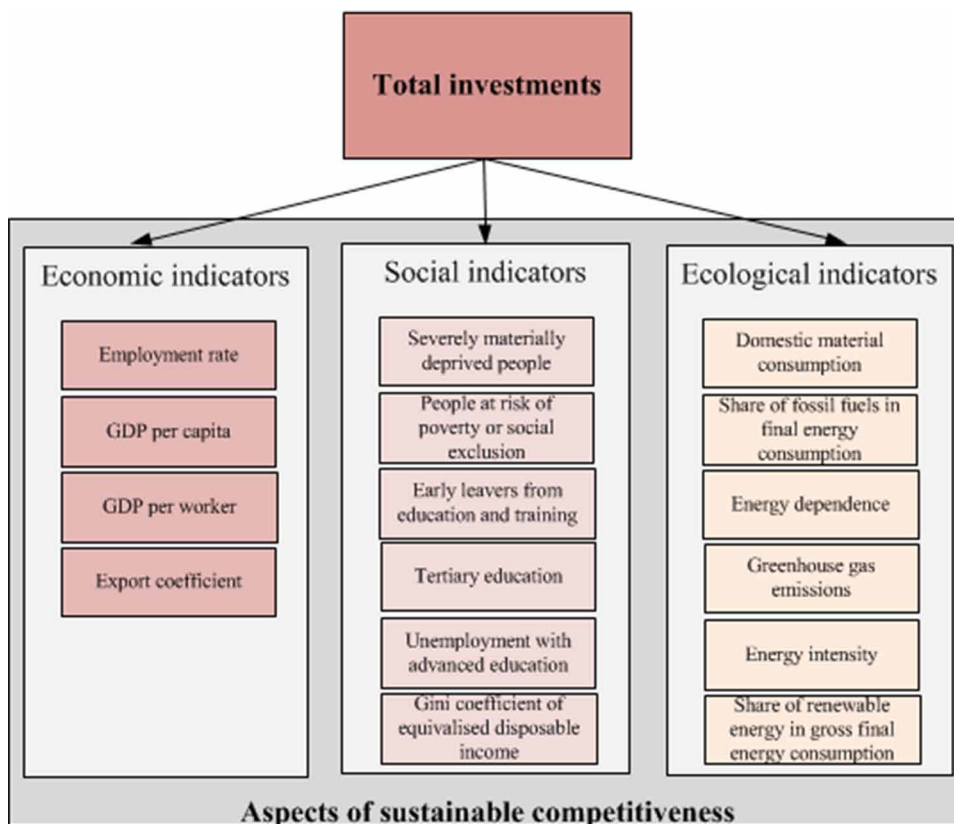 Total investments
Economic indicators
Employment rate
GDP per capita
GDP per worker
Export coefficient
Social indicators
Severely materially
deprived people
People at risk of
poverty or social
exclusion
Early leavers from
education and training
Tertiary education
Unemployment with
advanced education
Gini coefficient of
equivalised disposable
income
Ecological indicators
Domestic material
consumption
Share of fossil fuels in
final energy
consumption
Energy dependence
Greenhouse gas
emissions
Energy intensity
Share of renewable
energy in gross final
energy consumption
Aspects of sustainable competitiveness